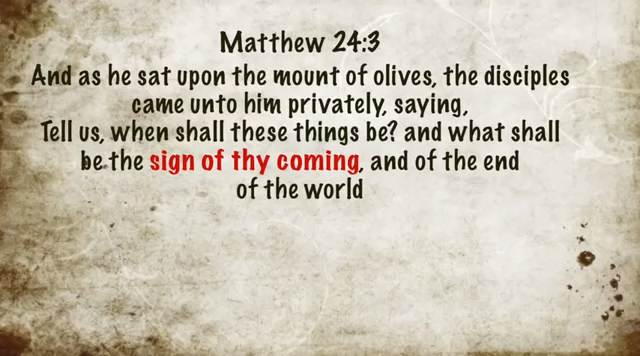 Matthew 24:3
And as he sat upon the mount of olives, the disciples
came unto him privately, saying,
Tell us, when shall these things be? and what shall
be the sign of thy coming, and of the end
of the world